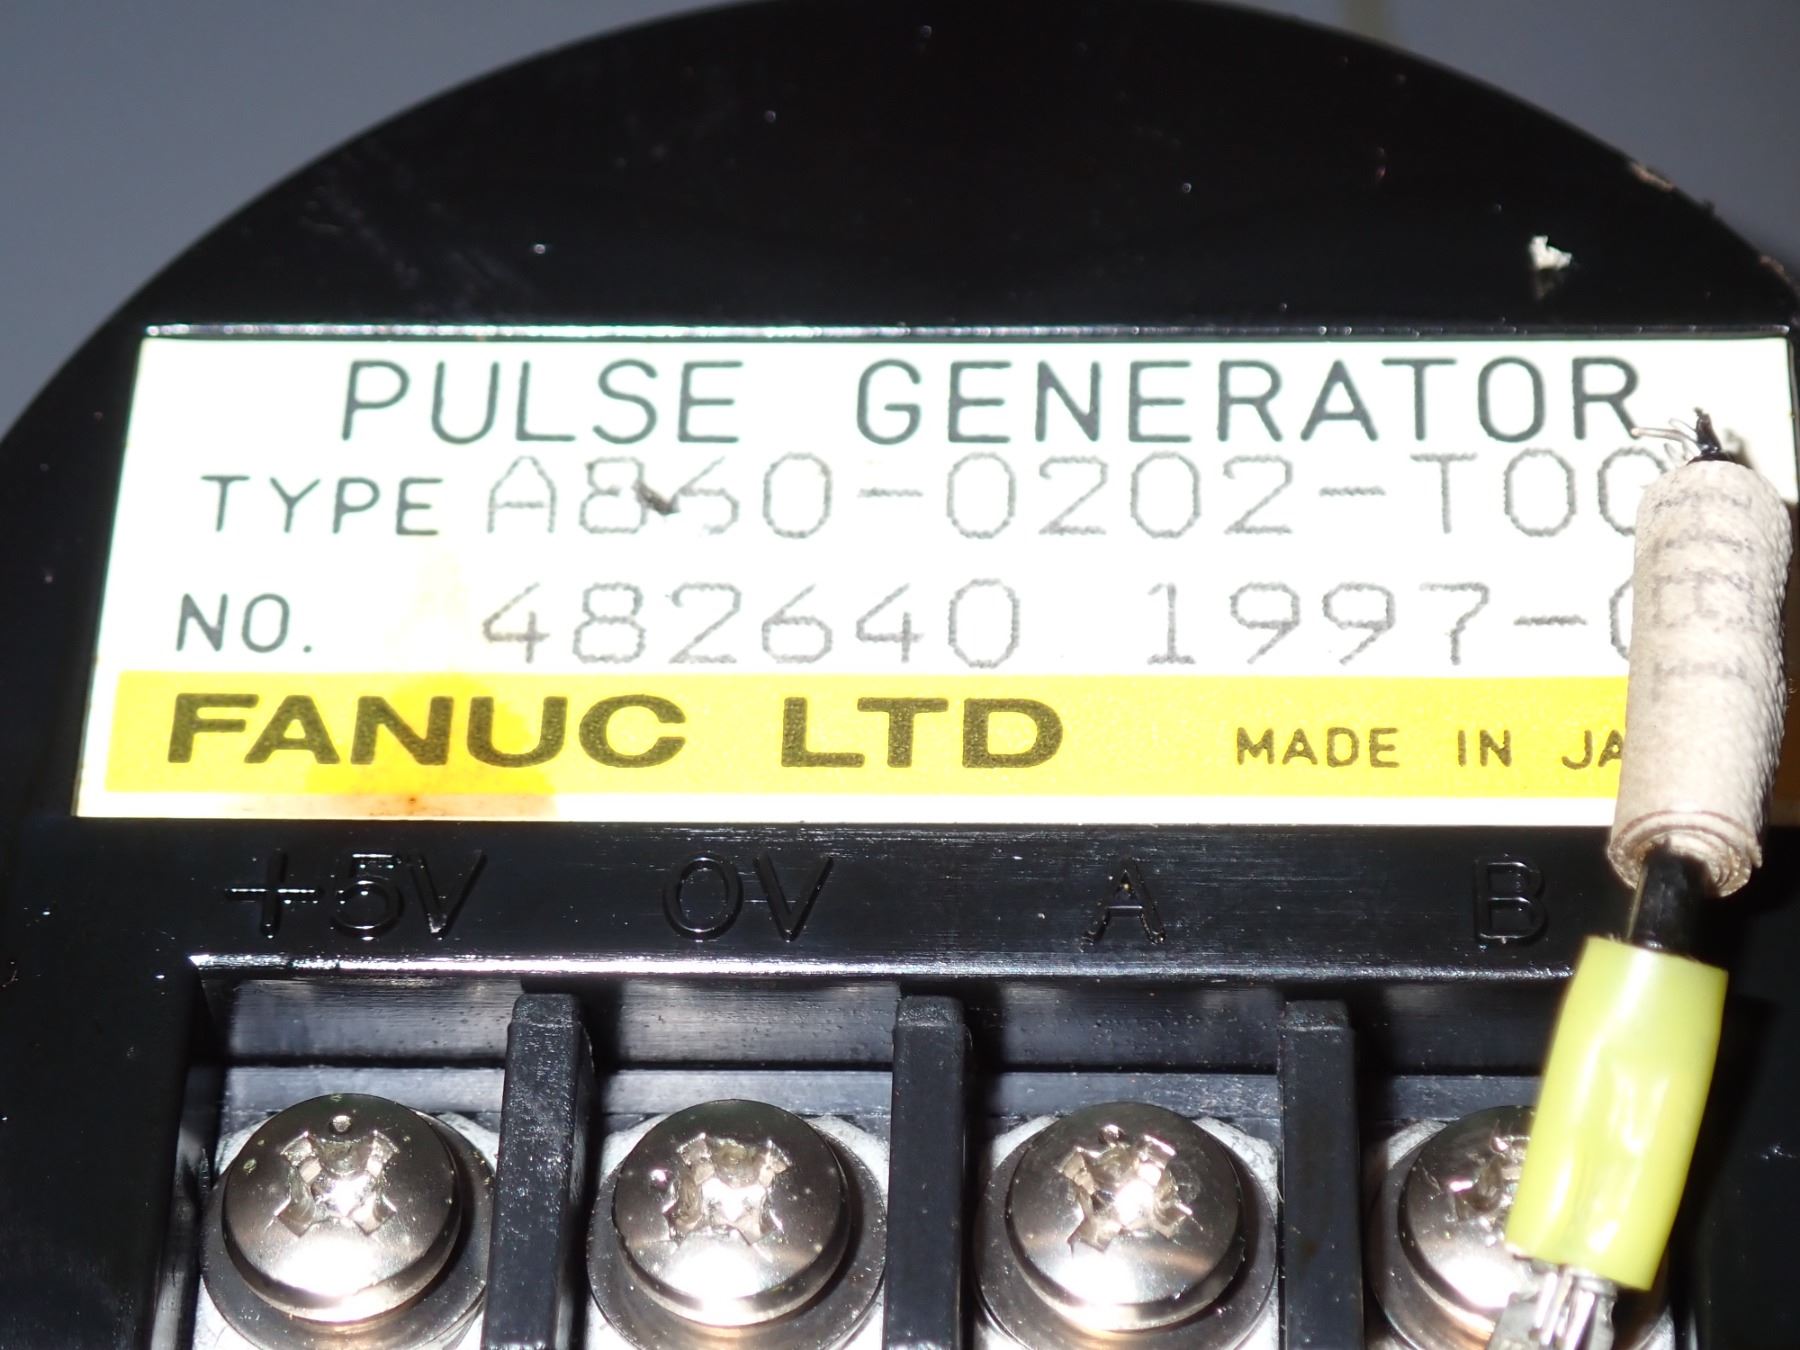 PULSE GENERATOR
TYPE A860-0202-T00
NO. 482640 1997-
FANUC LTD MADE IN JA
+5V 0V A B